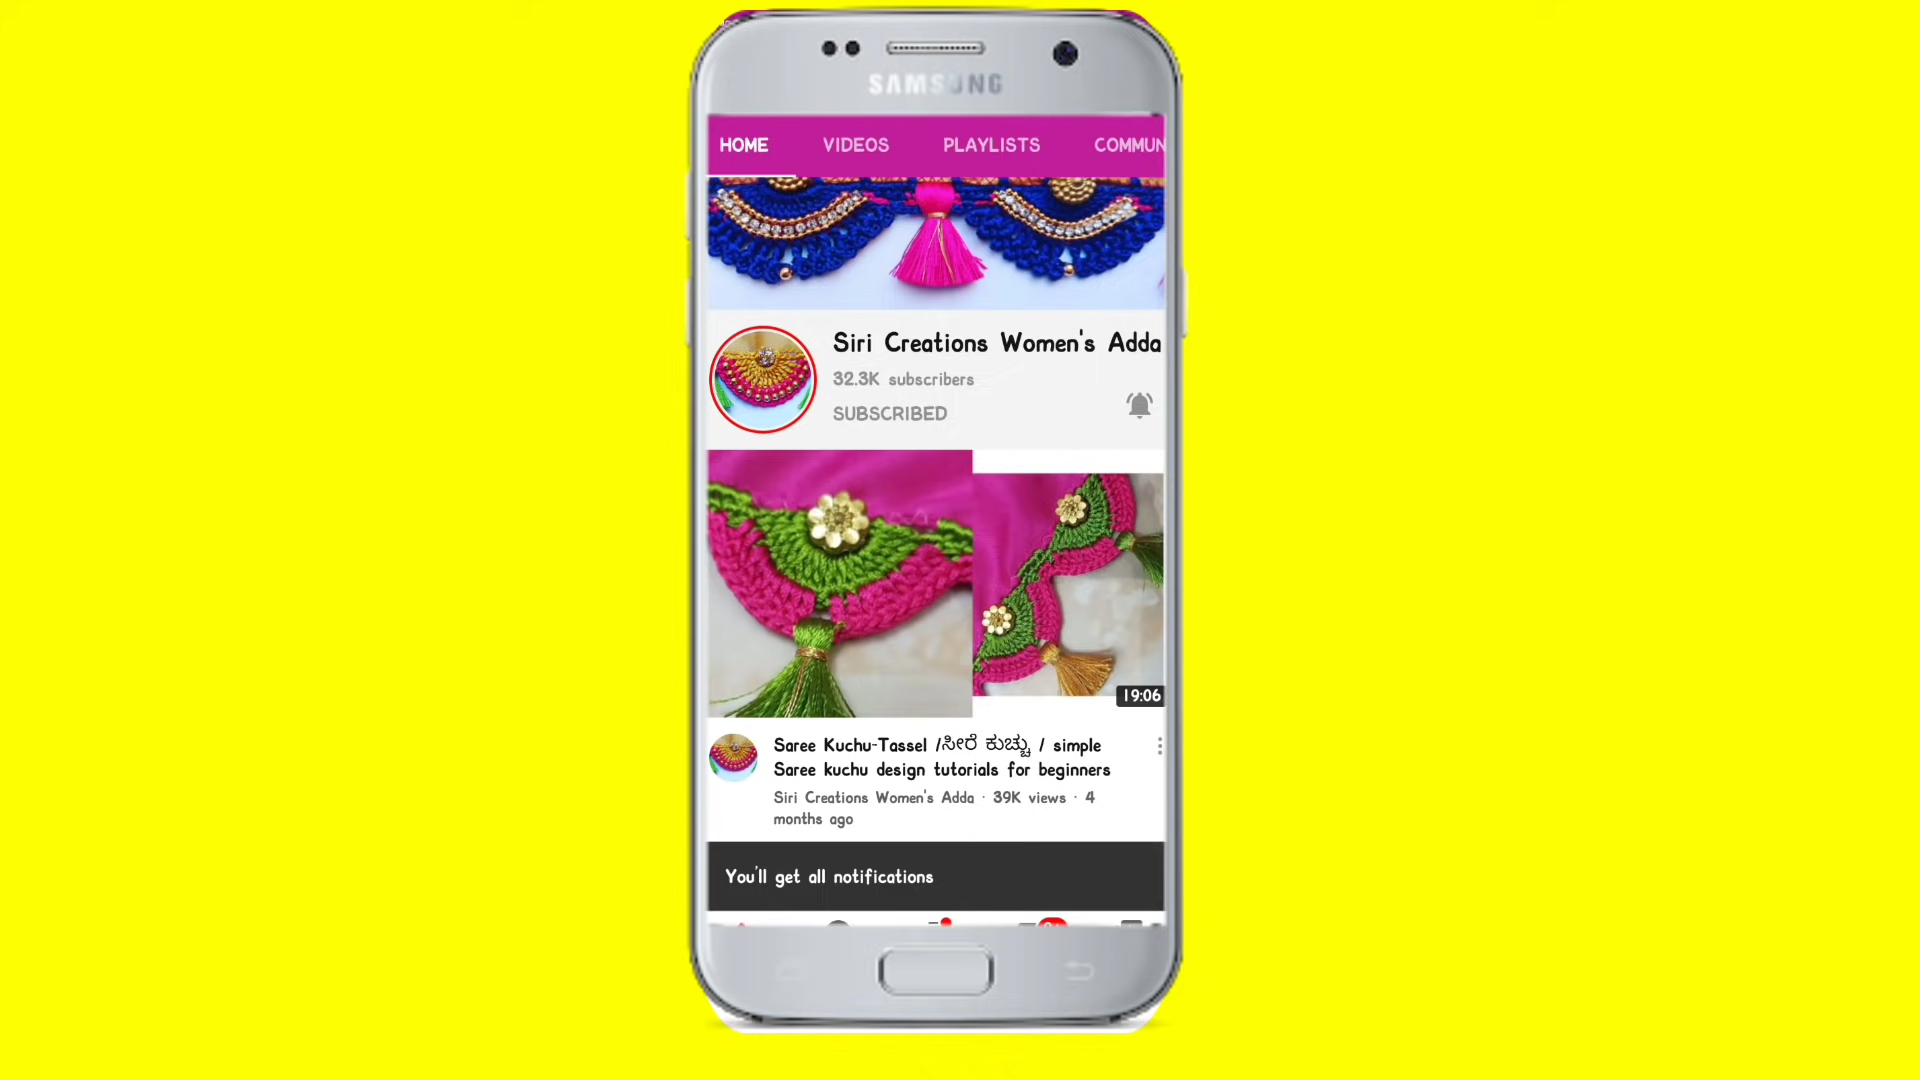 SAMSUNG
HOME VIDEOS PLAYLISTS COMMUN
Siri Creations Women's Adda
32.3K subscribers
SUBSCRIBED
19:06
Saree Kuchu-Tassel /ಸೀರೆ ಕುಚ್ಚು / simple
Saree kuchu design tutorials for beginners
Siri Creations Women's Adda · 39K views · 4
months ago
You'll get all notifications